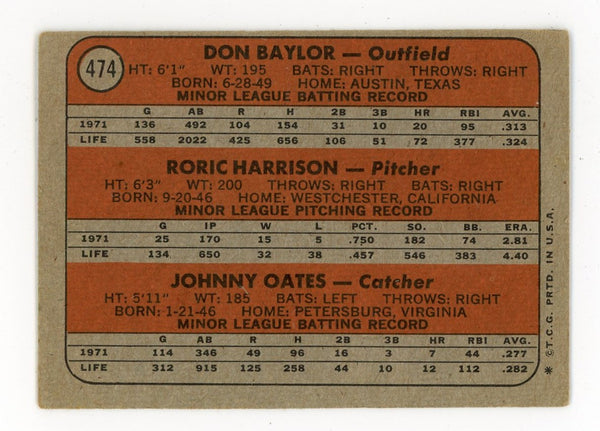 474
DON BAYLOR — Outfield
HT: 6'1" WT: 195 BATS: RIGHT THROWS: RIGHT
BORN: 6-28-49 HOME: AUSTIN, TEXAS
MINOR LEAGUE BATTING RECORD
G AB R H 2B 3B HR RBI AVG.
1971 136 492 104 154 31 10 20 95 .313
LIFE 558 2022 425 656 106 51 72 377 .324
RORIC HARRISON — Pitcher
HT: 6'3" WT: 200 THROWS: RIGHT BATS: RIGHT
BORN: 9-20-46 HOME: WESTCHESTER, CALIFORNIA
MINOR LEAGUE PITCHING RECORD
G IP W L PCT. SO. BB. ERA.
1971 25 170 15 5 .750 182 74 2.81
LIFE 134 650 32 38 .457 546 383 4.40
JOHNNY OATES — Catcher
HT: 5'11" WT: 185 BATS: LEFT THROWS: RIGHT
BORN: 1-21-46 HOME: PETERSBURG, VIRGINIA
MINOR LEAGUE BATTING RECORD
G AB R H 2B 3B HR RBI AVG.
1971 114 346 49 96 16 3 7 44 .277
LIFE 312 915 125 258 44 10 12 112 .282
* ©T.C.G. PRTD. IN U.S.A.